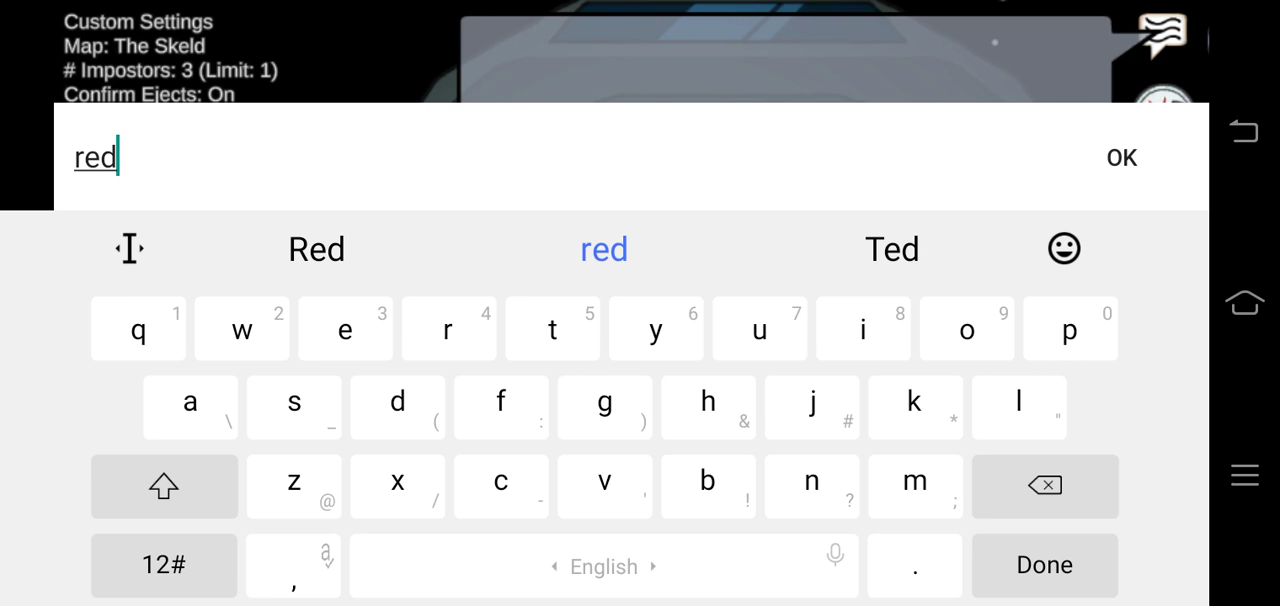 Custom Settings
Map: The Skeld
# Impostors: 3 (Limit: 1)
Confirm Ejects: On
red
OK
Red red Ted
q 1 w 2 e 3 r 4 t 5 y 6 u 7 i 8 o 9 p 0
a \ s _ d ( f : g ) h & j # k * l "
z @ x / c - v ' b ! n ? m ;
12# , a English . Done